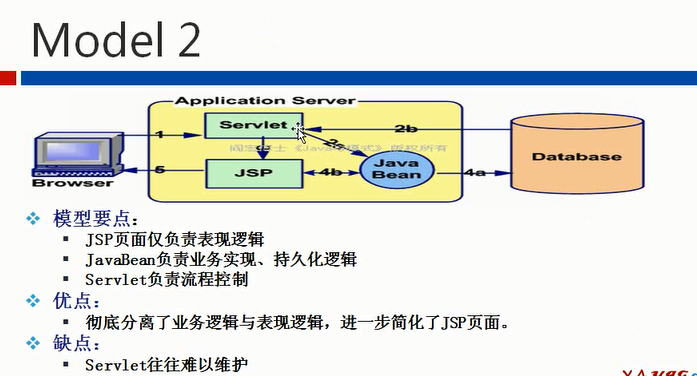 Model 2
Application Server
Servlet
1
2b
阎宏博士《Java与模式》版权所有
Database
Browser
5
JSP
4b
Java
Bean
4a
模型要点:
JSP页面仅负责表现逻辑
JavaBean负责业务实现、持久化逻辑
Servlet负责流程控制
优点:
彻底分离了业务逻辑与表现逻辑，进一步简化了JSP页面。
缺点:
Servlet往往难以维护